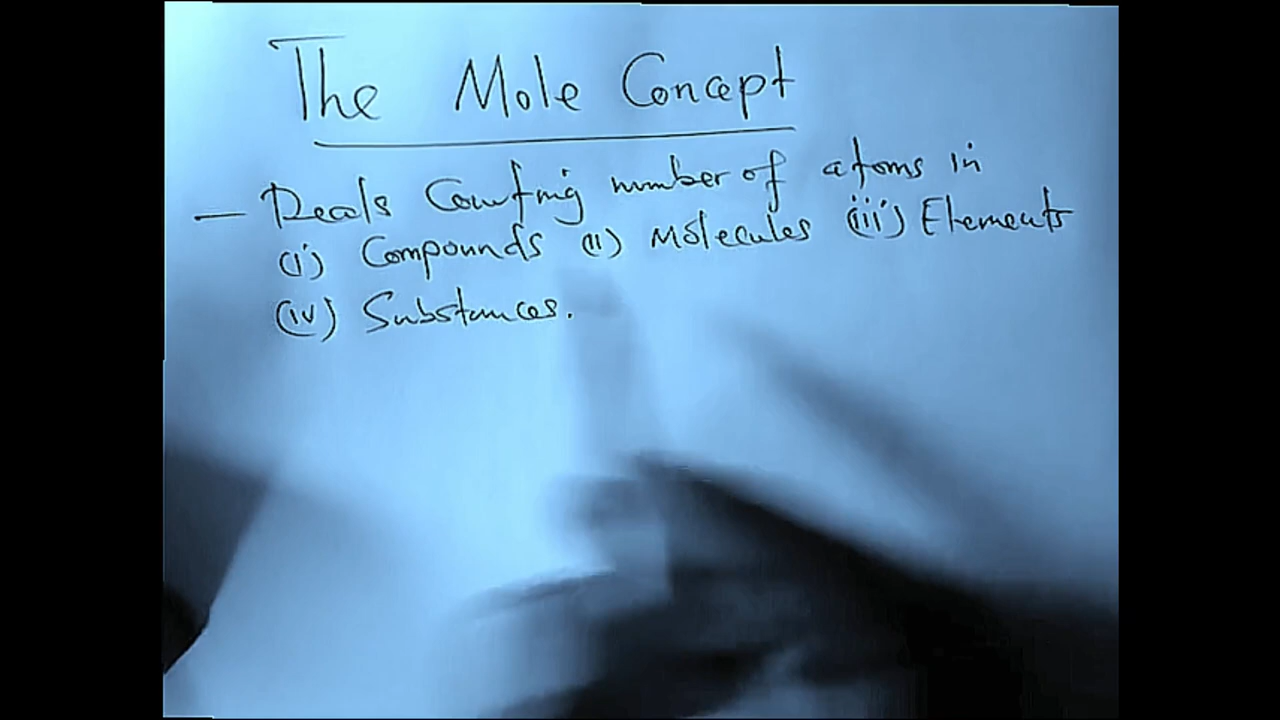 The Mole Concept
— Deals Counting number of atoms in
(i) Compounds (ii) Molecules (iii) Elements
(iv) Substances.